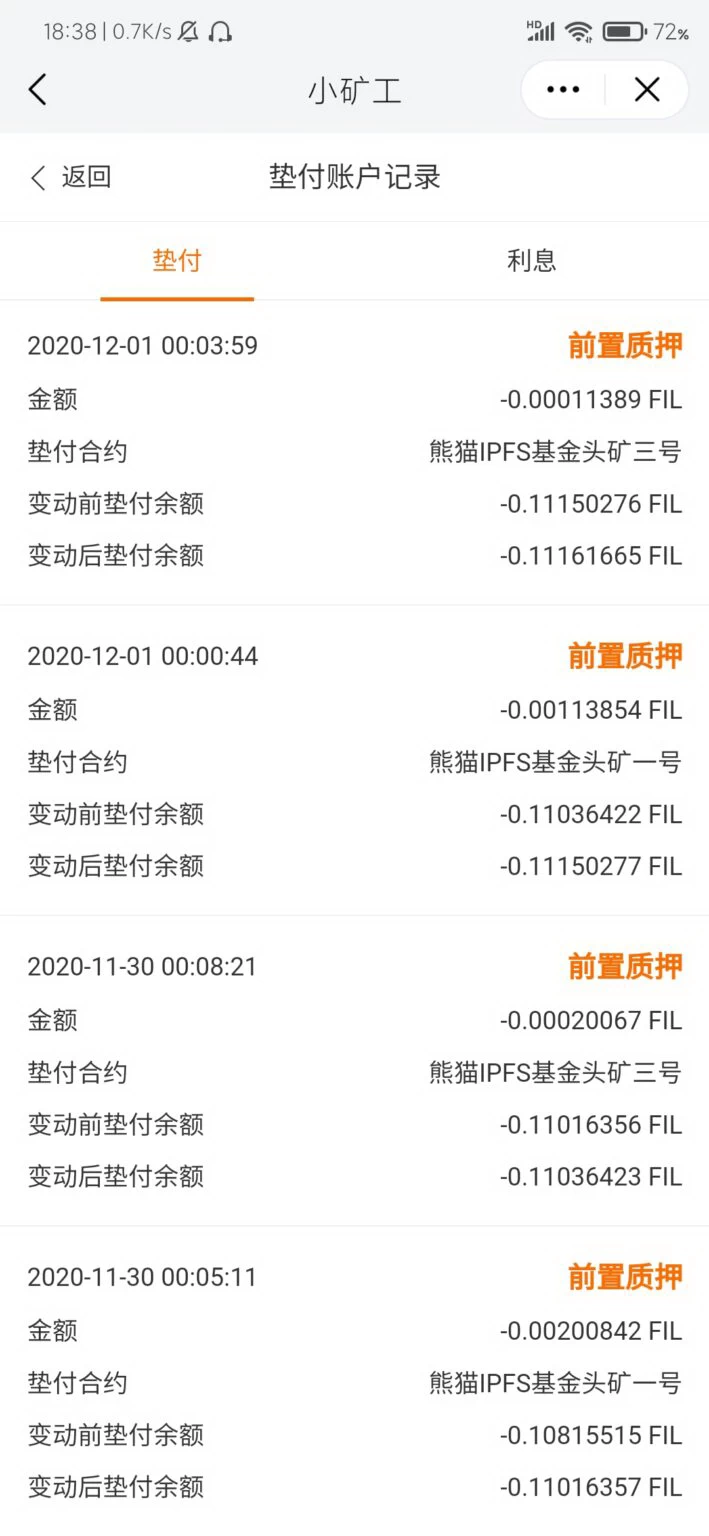 18:38 | 0.7K/s HD 72%
小矿工
返回 垫付账户记录
垫付 利息
2020-12-01 00:03:59 前置质押
金额 -0.00011389 FIL
垫付合约 熊猫IPFS基金头矿三号
变动前垫付余额 -0.11150276 FIL
变动后垫付余额 -0.11161665 FIL
2020-12-01 00:00:44 前置质押
金额 -0.00113854 FIL
垫付合约 熊猫IPFS基金头矿一号
变动前垫付余额 -0.11036422 FIL
变动后垫付余额 -0.11150277 FIL
2020-11-30 00:08:21 前置质押
金额 -0.00020067 FIL
垫付合约 熊猫IPFS基金头矿三号
变动前垫付余额 -0.11016356 FIL
变动后垫付余额 -0.11036423 FIL
2020-11-30 00:05:11 前置质押
金额 -0.00200842 FIL
垫付合约 熊猫IPFS基金头矿一号
变动前垫付余额 -0.10815515 FIL
变动后垫付余额 -0.11016357 FIL